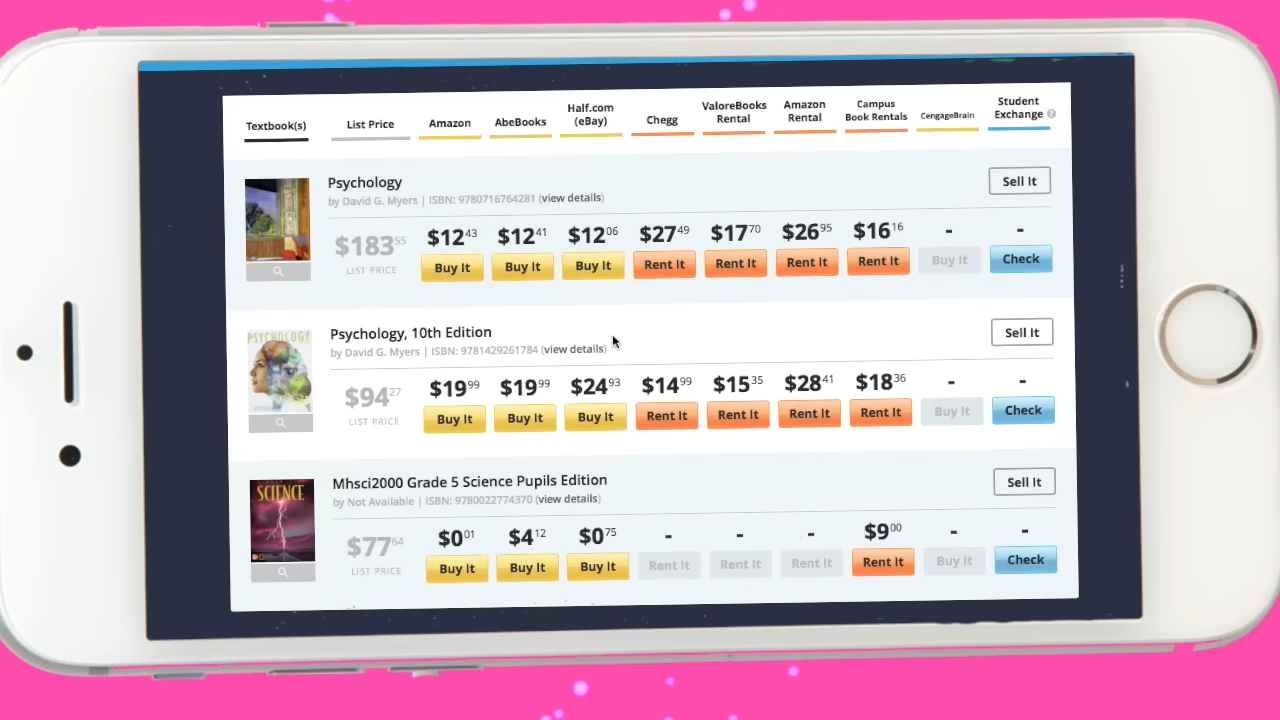 Textbook(s) List Price Amazon AbeBooks Half.com (eBay) Chegg ValoreBooks Rental Amazon Rental Campus Book Rentals CengageBrain Student Exchange ?
Psychology
Sell It
by David G. Myers | ISBN: 9780716764281 (view details)
$183 55 $12 43 $12 41 $12 06 $27 49 $17 70 $26 95 $16 16 - -
LIST PRICE Buy It Buy It Buy It Rent It Rent It Rent It Rent It Buy It Check
PSYCHOLOGY
Psychology, 10th Edition
Sell It
by David G. Myers | ISBN: 9781429261784 (view details)
$94 27 $19 99 $19 99 $24 93 $14 99 $15 35 $28 41 $18 36 - -
LIST PRICE Buy It Buy It Buy It Rent It Rent It Rent It Rent It Buy It Check
SCIENCE
Mhsci2000 Grade 5 Science Pupils Edition
Sell It
by Not Available | ISBN: 9780022774370 (view details)
$77 64 $0 01 $4 12 $0 75 - - - $9 00 - -
LIST PRICE Buy It Buy It Buy It Rent It Rent It Rent It Rent It Buy It Check